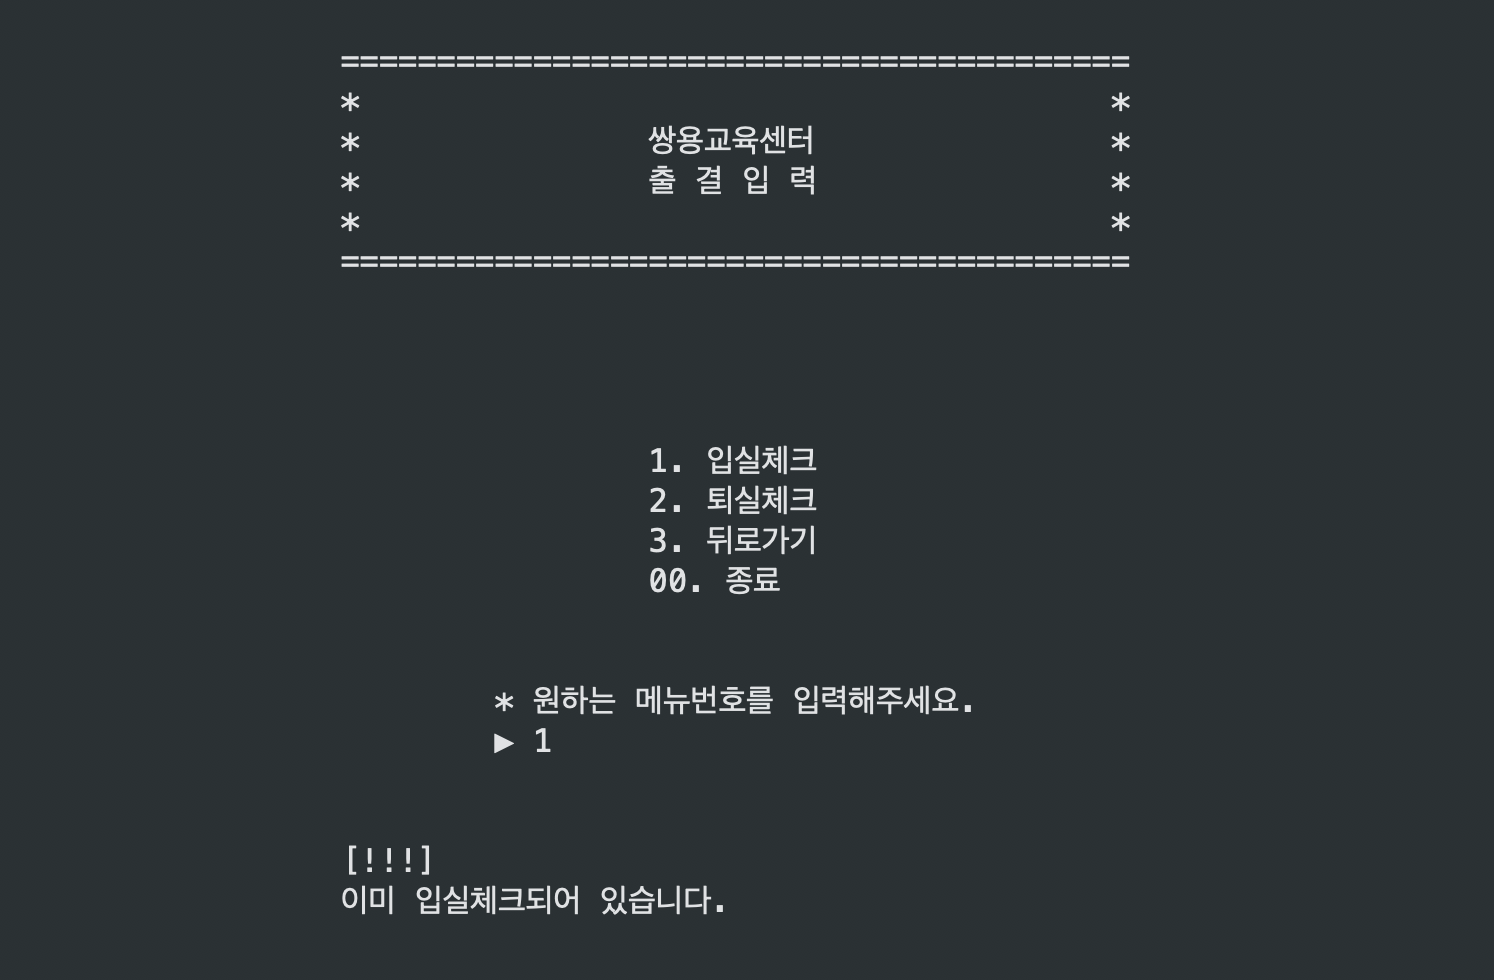 =========================================
*                                       *
*               쌍용교육센터               *
*               출 결 입 력               *
*                                       *
=========================================
1. 입실체크
2. 퇴실체크
3. 뒤로가기
00. 종료
* 원하는 메뉴번호를 입력해주세요.
▶ 1
[!!!]
이미 입실체크되어 있습니다.